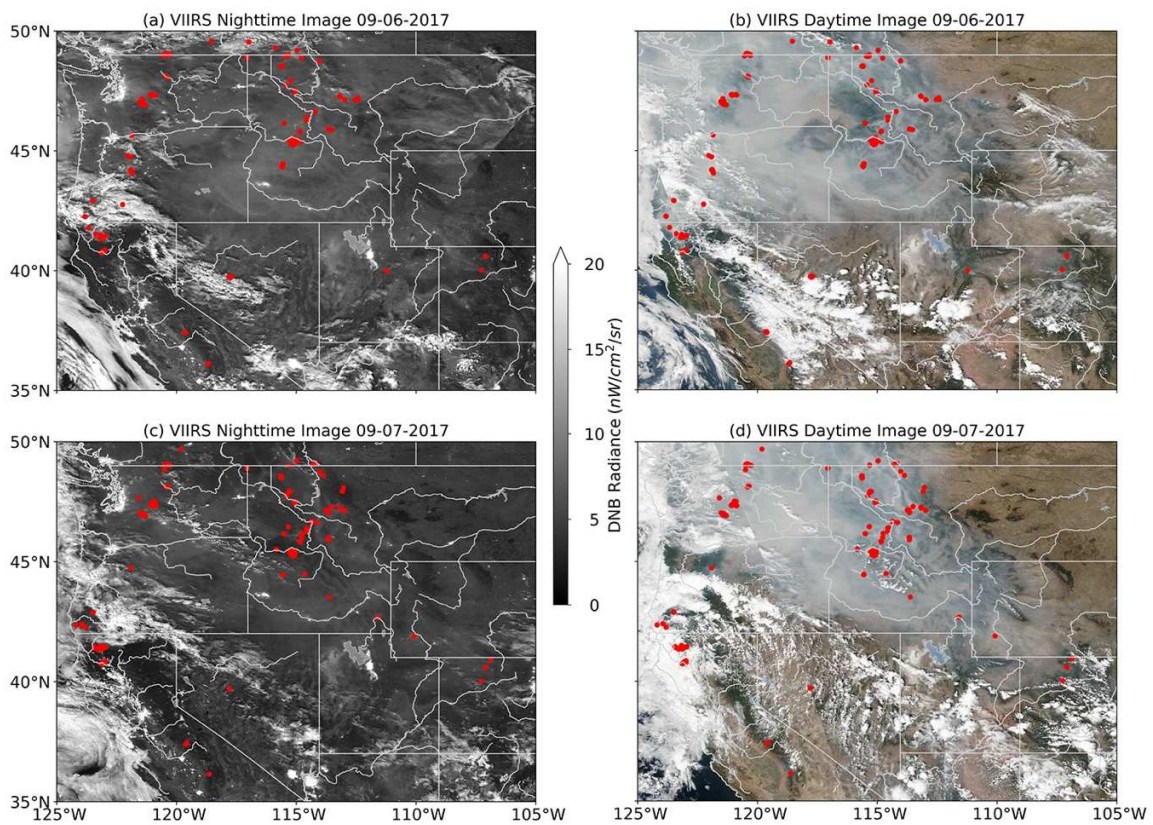 (a) VIIRS Nighttime Image 09-06-2017
(b) VIIRS Daytime Image 09-06-2017
50°N
45°N
40°N
35°N
20
15
10
5
0
DNB Radiance (nW/cm²/sr)
(c) VIIRS Nighttime Image 09-07-2017
(d) VIIRS Daytime Image 09-07-2017
50°N
45°N
40°N
35°N
125°W 120°W 115°W 110°W 105°W
125°W 120°W 115°W 110°W 105°W